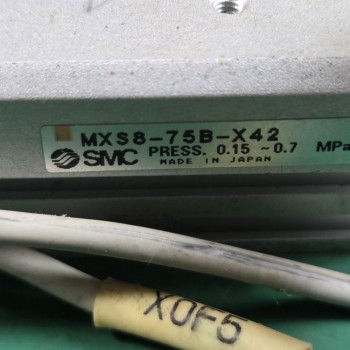 MXS8-75B-X42
SMC PRESS. 0.15 ~0.7 MPa
MADE IN JAPAN
X0F5